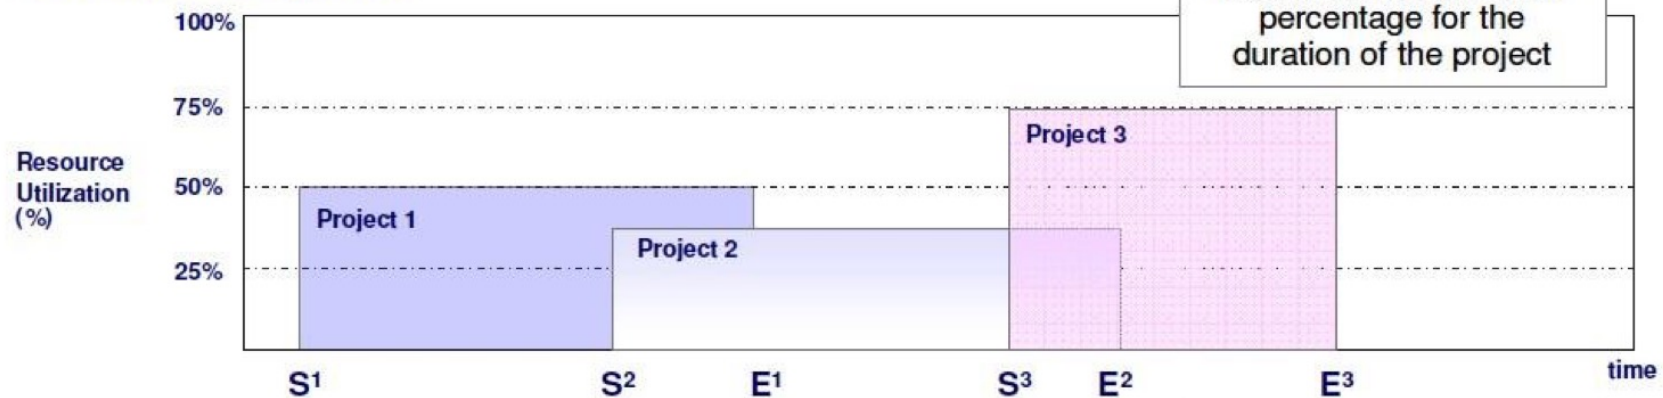 percentage for the
duration of the project
100%
75%
Project 3
Resource
Utilization
(%)
50%
Project 1
Project 2
25%
S¹
S²
E¹
S³
E²
E³
time